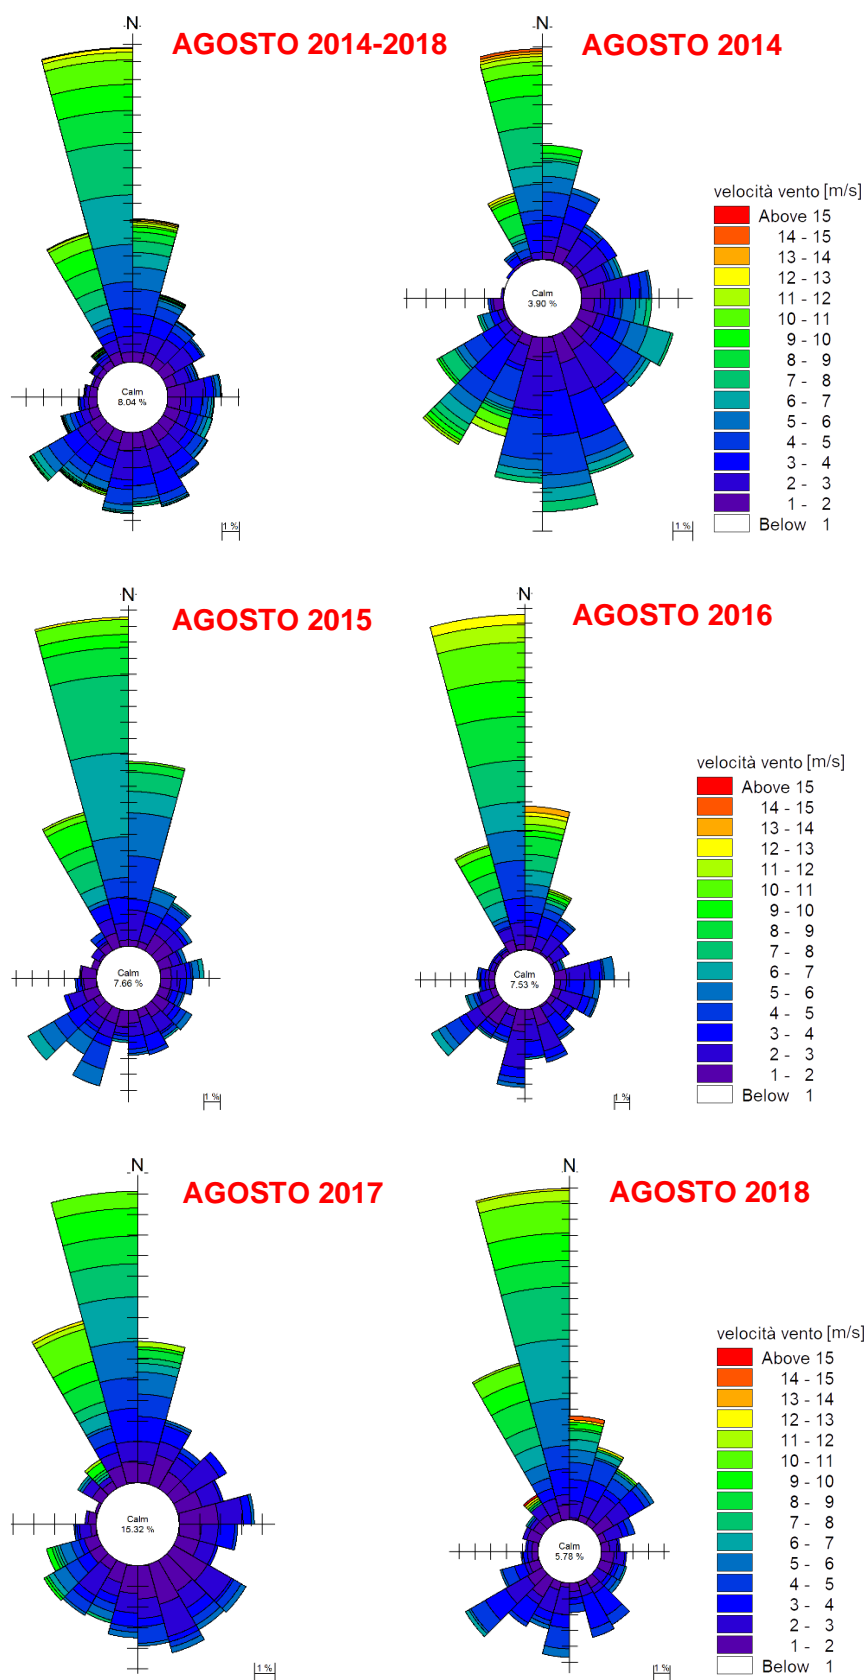 N
AGOSTO 2014-2018
Calm
8.04 %
1 %
N
AGOSTO 2014
Calm
3.90 %
1 %
velocità vento [m/s]
Above 15
14 - 15
13 - 14
12 - 13
11 - 12
10 - 11
9 - 10
8 - 9
7 - 8
6 - 7
5 - 6
4 - 5
3 - 4
2 - 3
1 - 2
Below 1
N
AGOSTO 2015
Calm
7.66 %
1 %
N
AGOSTO 2016
Calm
7.53 %
1 %
velocità vento [m/s]
Above 15
14 - 15
13 - 14
12 - 13
11 - 12
10 - 11
9 - 10
8 - 9
7 - 8
6 - 7
5 - 6
4 - 5
3 - 4
2 - 3
1 - 2
Below 1
N
AGOSTO 2017
Calm
15.32 %
1 %
N
AGOSTO 2018
Calm
5.78 %
1 %
velocità vento [m/s]
Above 15
14 - 15
13 - 14
12 - 13
11 - 12
10 - 11
9 - 10
8 - 9
7 - 8
6 - 7
5 - 6
4 - 5
3 - 4
2 - 3
1 - 2
Below 1